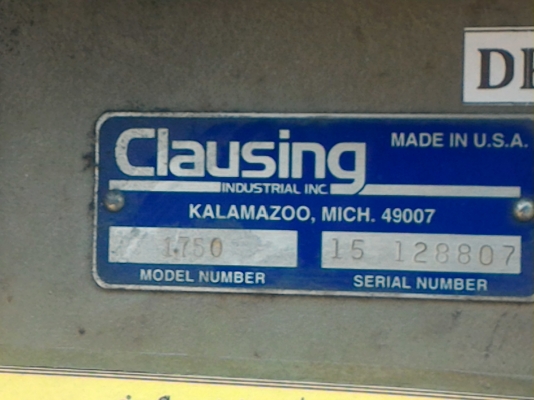 Clausing
INDUSTRIAL INC.
MADE IN U.S.A.
KALAMAZOO, MICH. 49007
1750
15 128807
MODEL NUMBER
SERIAL NUMBER